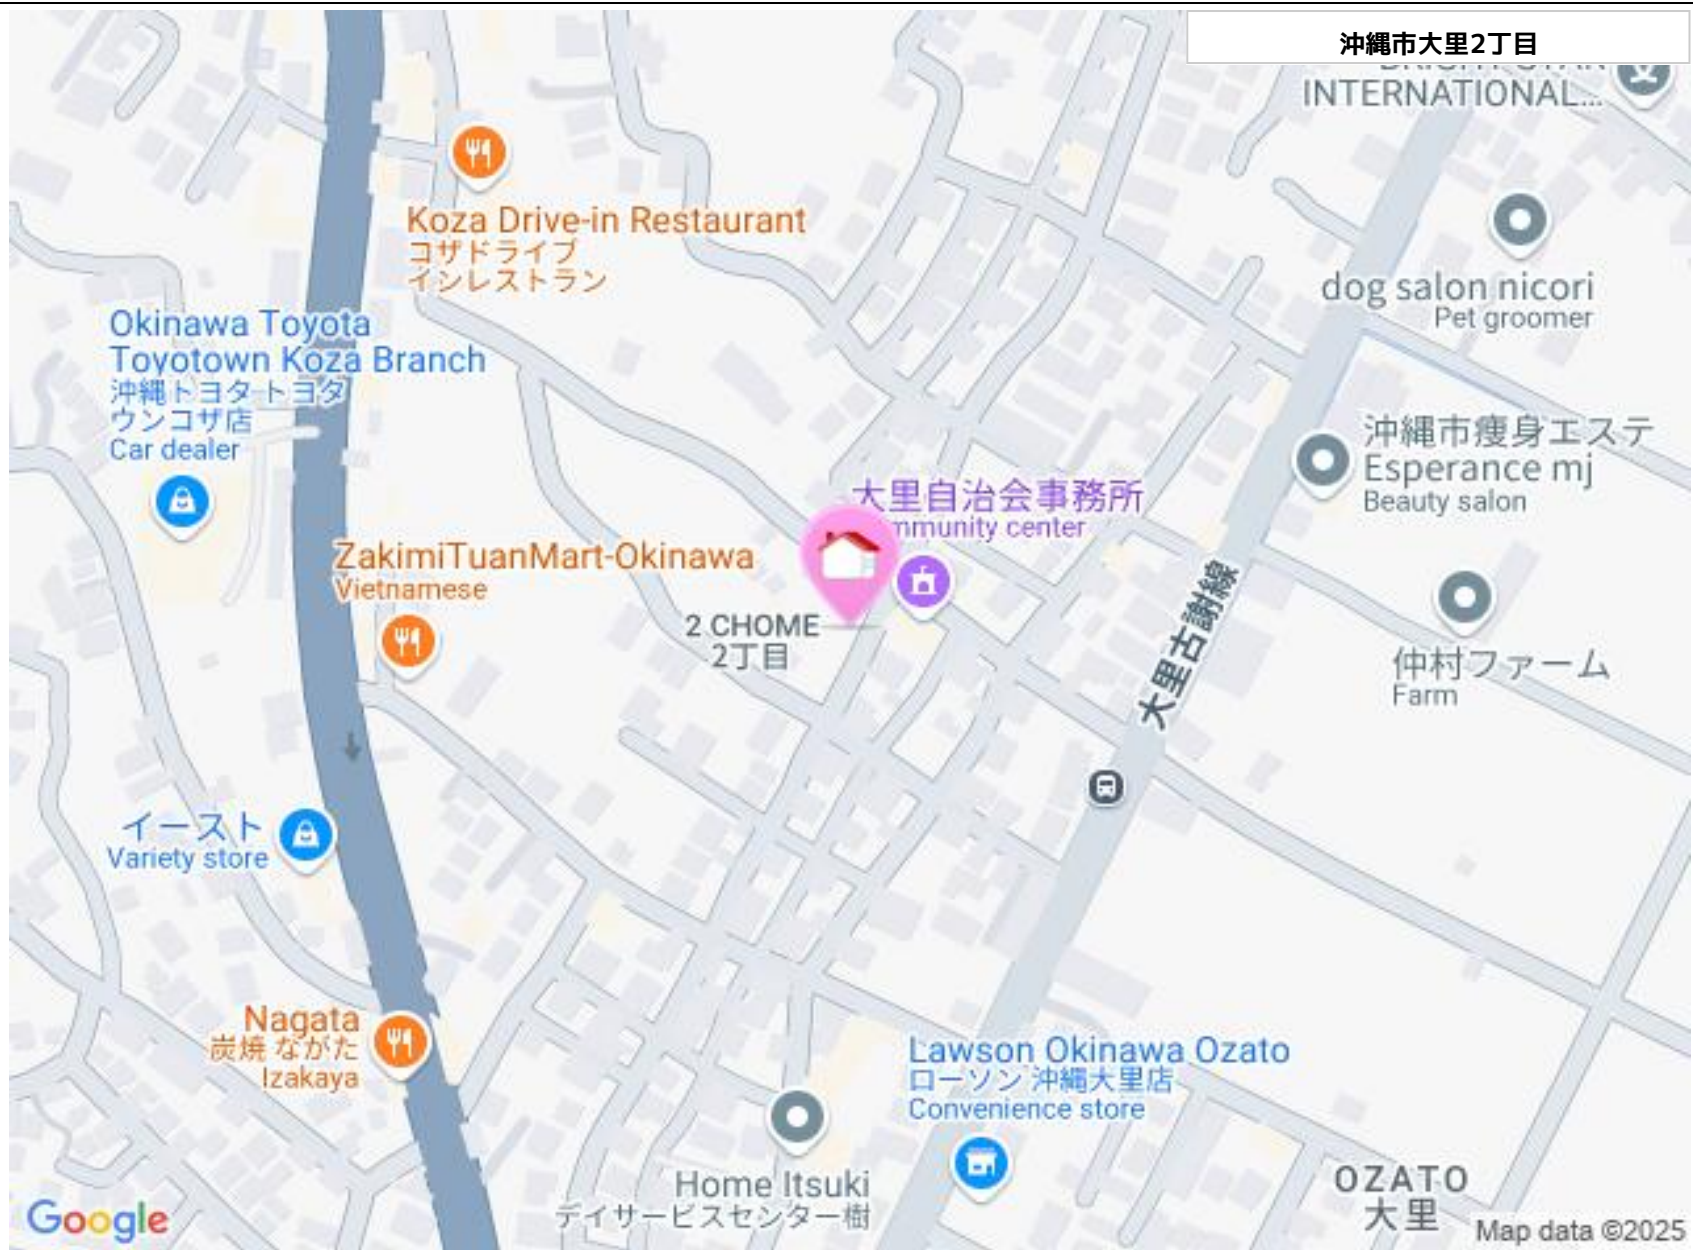 沖縄市大里2丁目
INTERNATIONAL...
Koza Drive-in Restaurant
コザドライブ
インレストラン
dog salon nicori
Pet groomer
Okinawa Toyota
Toyotown Koza Branch
沖縄トヨタトヨタ
ウンコザ店
Car dealer
沖縄市痩身エステ
Esperance mj
Beauty salon
大里自治会事務所
mmunity center
ZakimiTuanMart-Okinawa
Vietnamese
2 CHOME
2丁目
大里古謝線
仲村ファーム
Farm
イースト
Variety store
Nagata
炭焼 ながた
Izakaya
Lawson Okinawa Ozato
ローソン 沖縄大里店
Convenience store
Home Itsuki
デイサービスセンター樹
OZATO
大里
Google
Map data ©2025